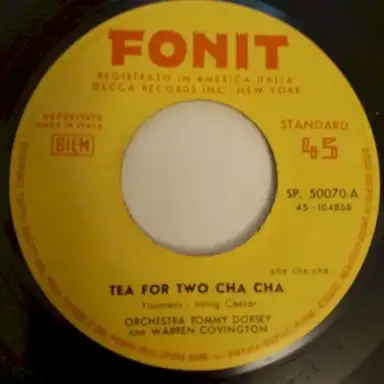 FONIT
REGISTRATO IN AMERICA DALLA
DECCA RECORDS INC. NEW YORK
DEPOSITATO
MADE IN ITALY
BIEM
STANDARD
45
SP. 50070-A
45 - 104856
cha cha cha
TEA FOR TWO CHA CHA
Youmans - Irving Caesar
ORCHESTRA TOMMY DORSEY
con WARREN COVINGTON